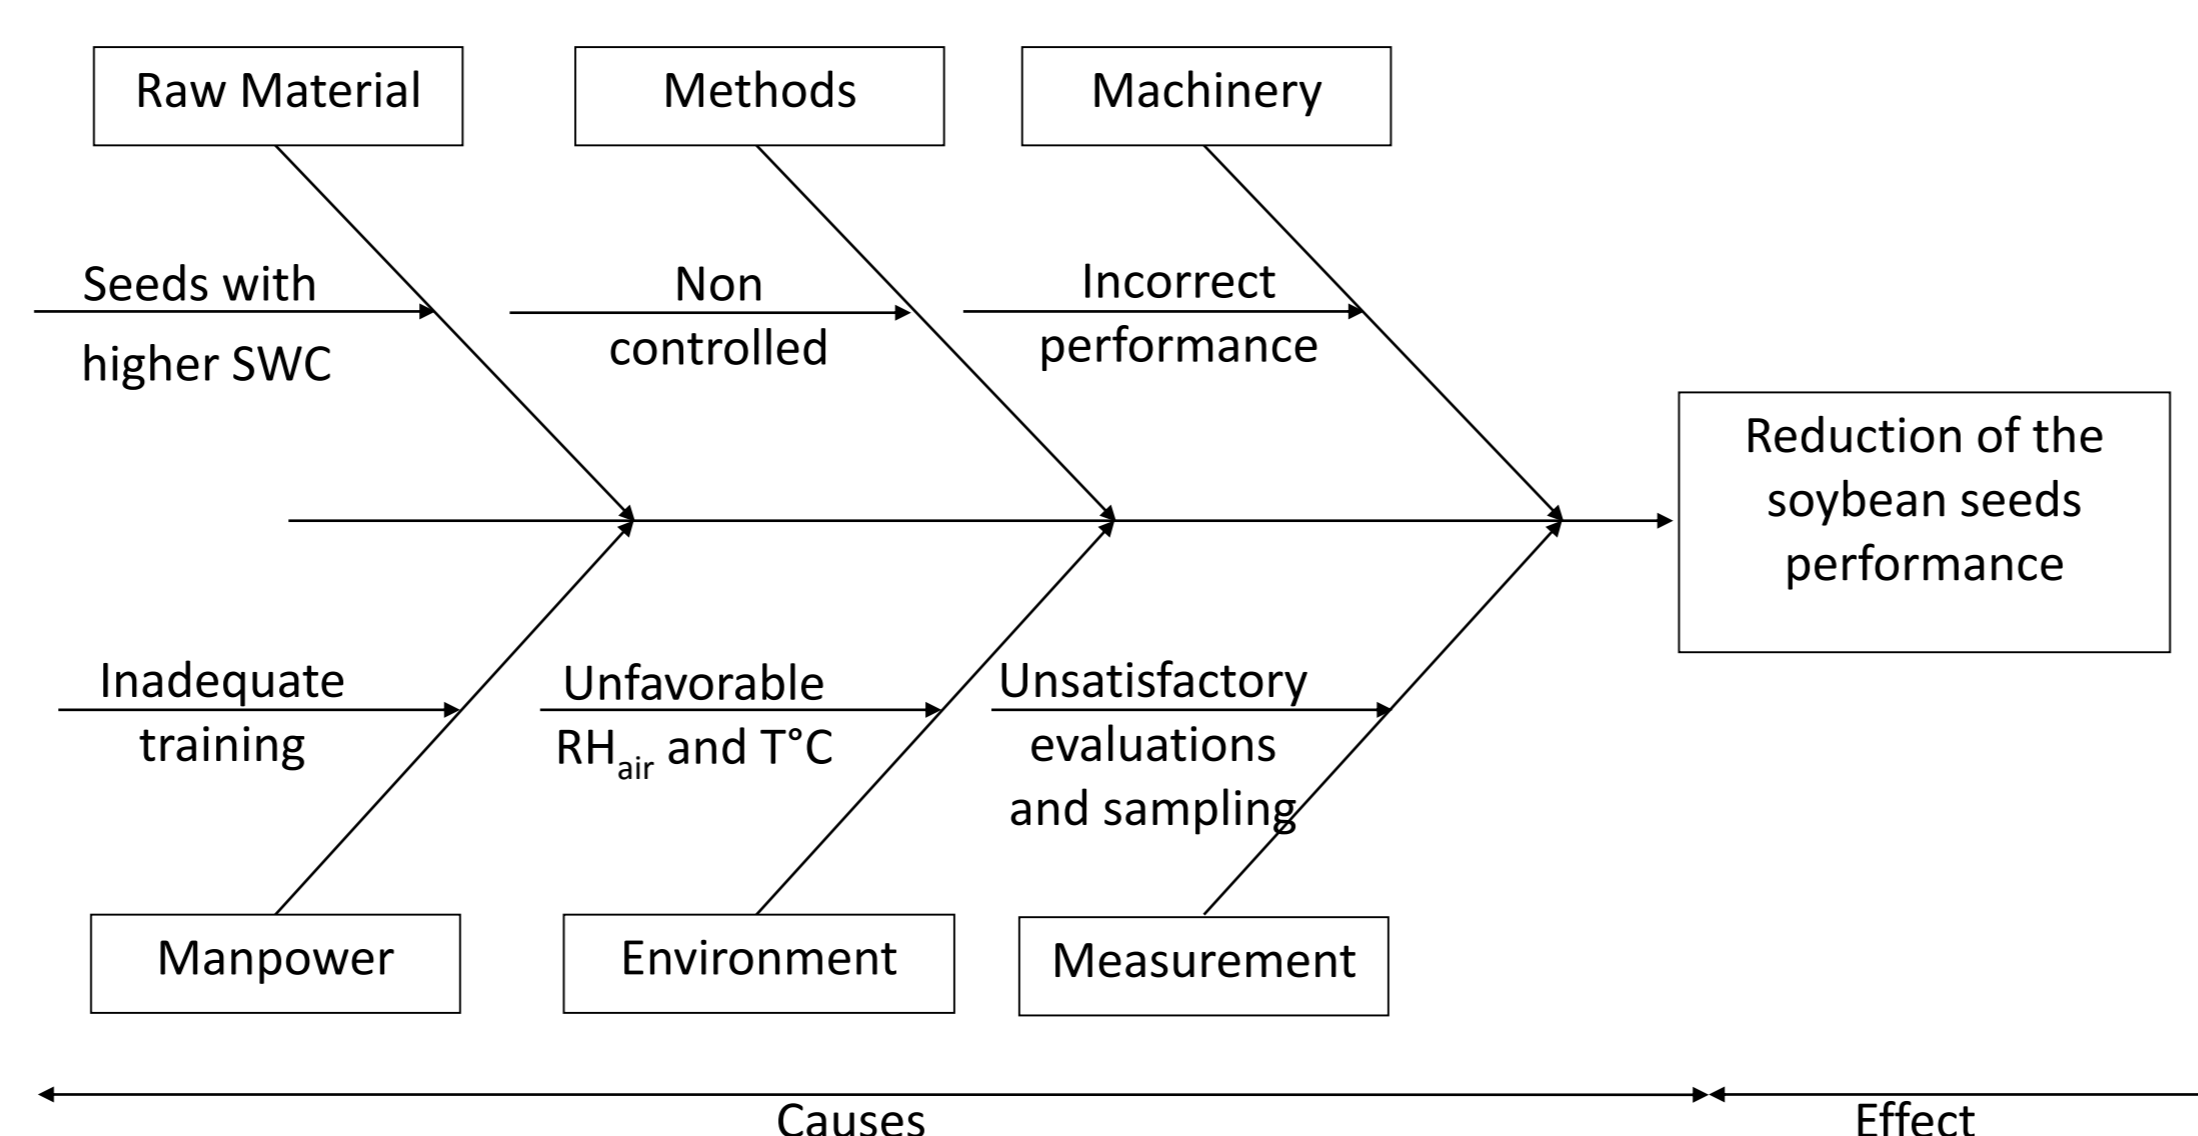 Raw Material
Methods
Machinery
Seeds with
higher SWC
Non
controlled
Incorrect
performance
Reduction of the
soybean seeds
performance
Inadequate
training
Unfavorable
RHair and T°C
Unsatisfactory
evaluations
and sampling
Manpower
Environment
Measurement
Causes
Effect